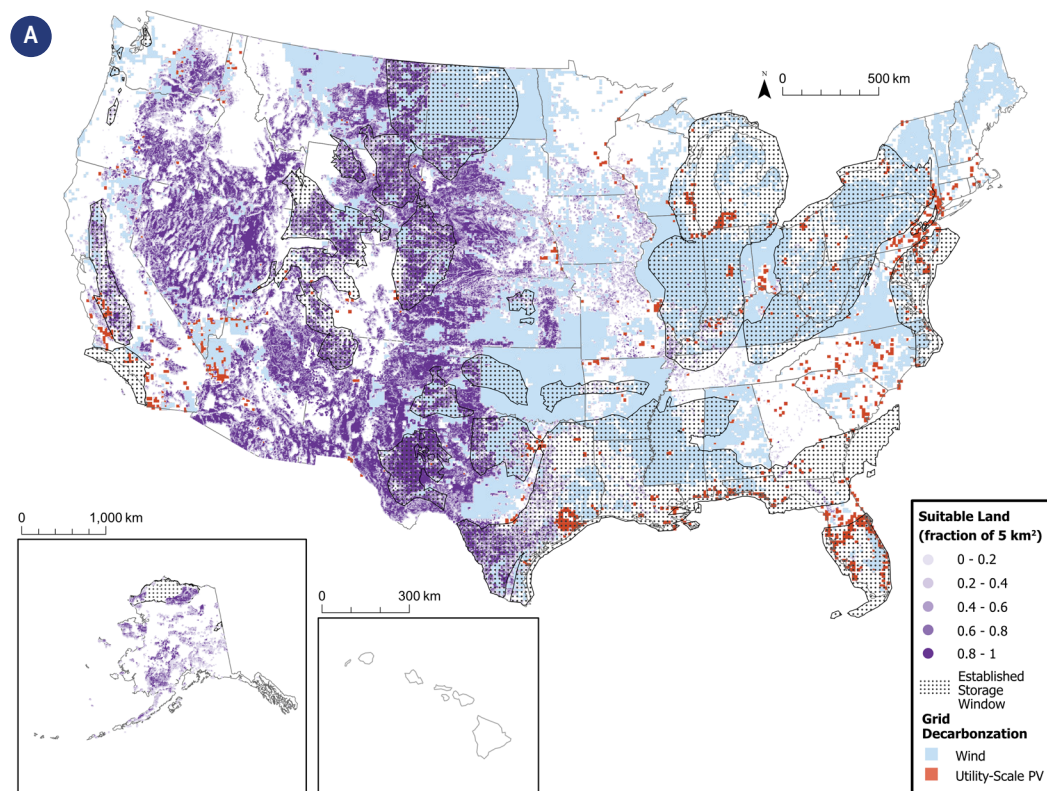 A
N
0 500 km
0 1,000 km
0 300 km
Suitable Land
(fraction of 5 km²)
0 - 0.2
0.2 - 0.4
0.4 - 0.6
0.6 - 0.8
0.8 - 1
Established
Storage
Window
Grid
Decarbonzation
Wind
Utility-Scale PV